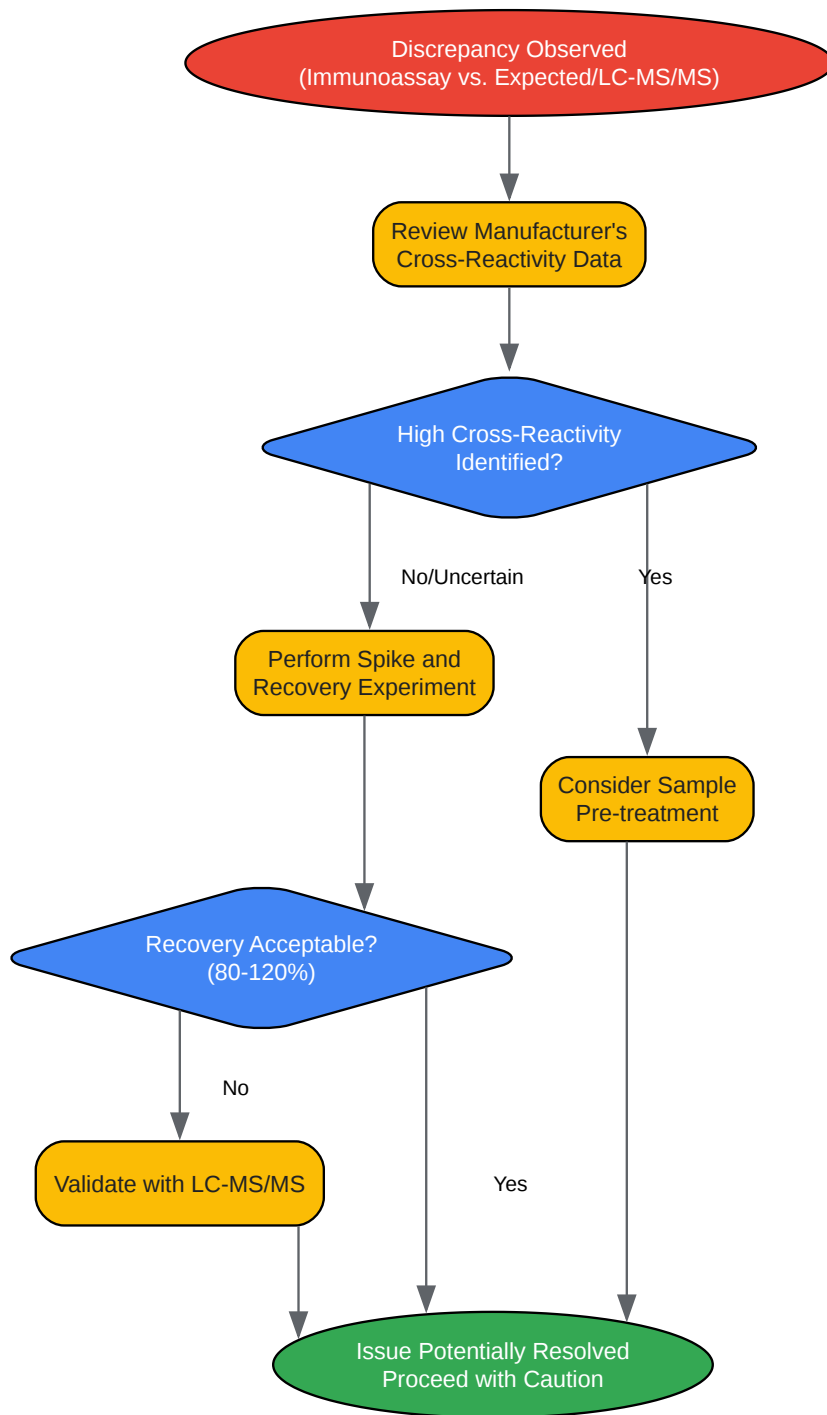 Discrepancy Observed
(Immunoassay vs. Expected/LC-MS/MS)
Review Manufacturer's
Cross-Reactivity Data
High Cross-Reactivity
Identified?
No/Uncertain
Yes
Perform Spike and
Recovery Experiment
Consider Sample
Pre-treatment
Recovery Acceptable?
(80-120%)
No
Validate with LC-MS/MS
Yes
Issue Potentially Resolved
Proceed with Caution